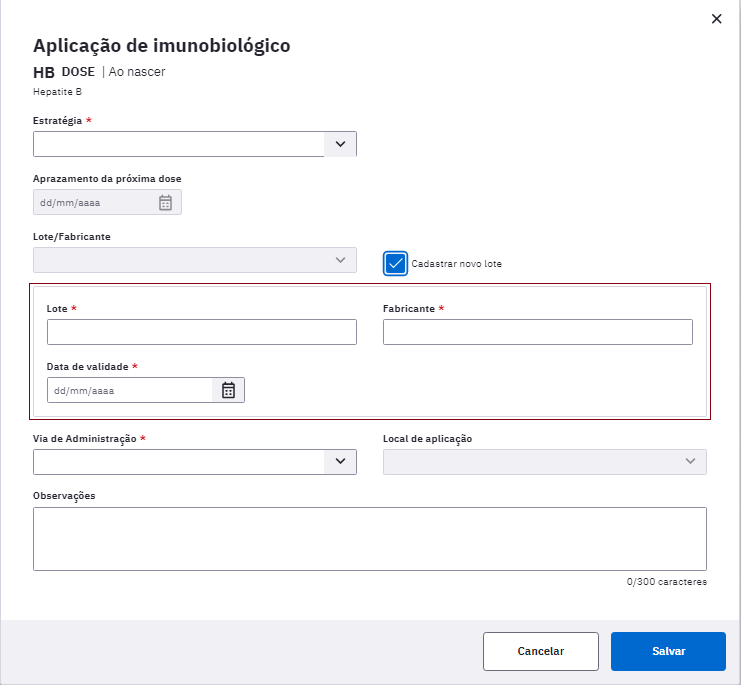 Aplicação de imunobiológico
HB DOSE | Ao nascer
Hepatite B
Estratégia *
Aprazamento da próxima dose
dd/mm/aaaa
Lote/Fabricante
Cadastrar novo lote
Lote * Fabricante *
Data de validade *
dd/mm/aaaa
Via de Administração * Local de aplicação
Observações
0/300 caracteres
Cancelar Salvar